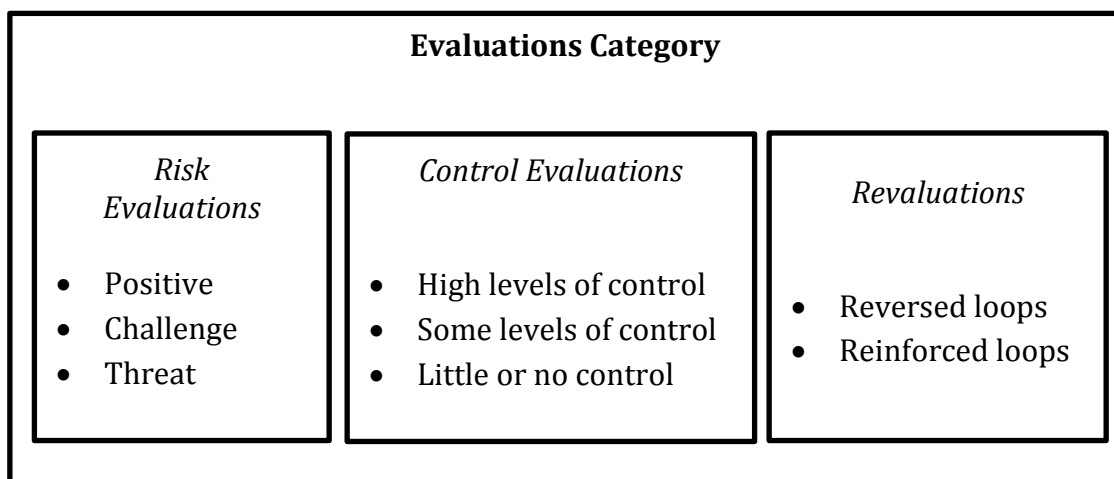 Evaluations Category
Risk
Evaluations
• Positive
• Challenge
• Threat
Control Evaluations
• High levels of control
• Some levels of control
• Little or no control
Revaluations
• Reversed loops
• Reinforced loops